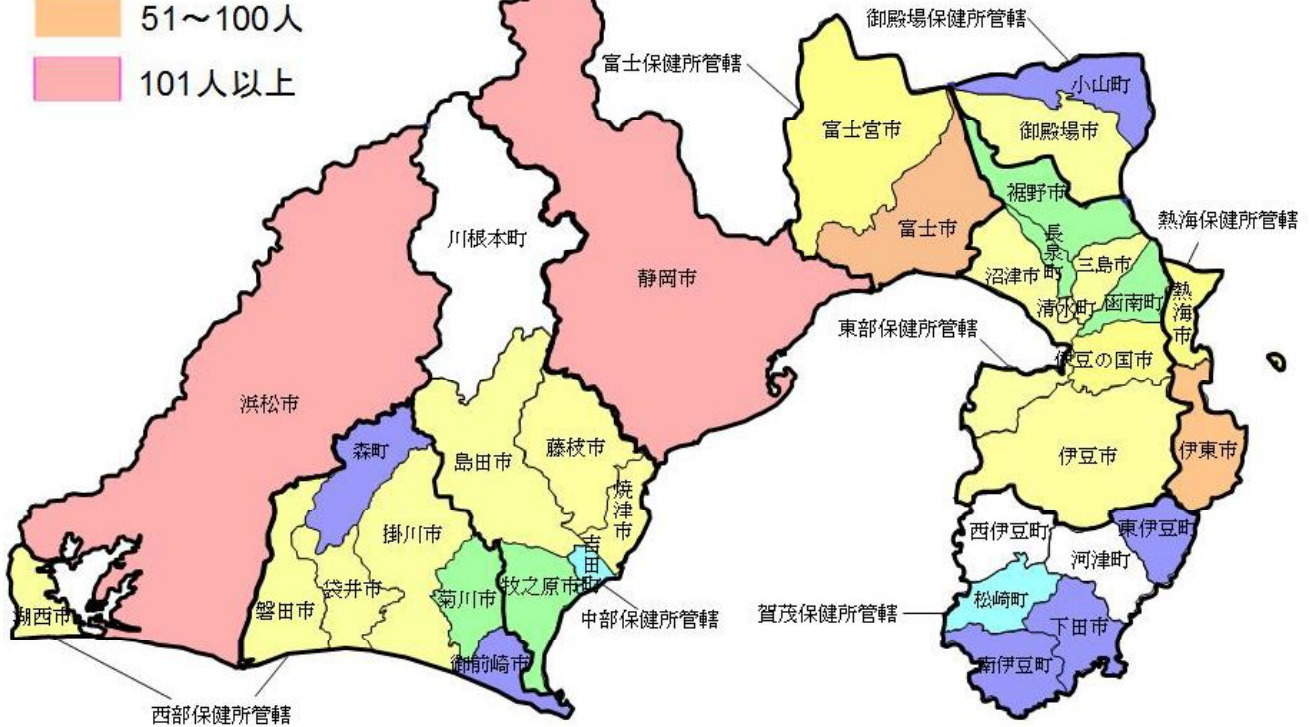 51～100人
101人以上
御殿場保健所管轄
富士保健所管轄
小山町
富士宮市
御殿場市
裾野市
熱海保健所管轄
川根本町
富士市
長泉町
三島市
静岡市
沼津市
清水町
函南町
熱海市
東部保健所管轄
伊豆の国市
浜松市
森町
島田市
藤枝市
伊豆市
伊東市
焼津市
掛川市
西伊豆町
東伊豆町
吉田町
河津町
湖西市
磐田市
袋井市
菊川市
牧之原市
松崎町
中部保健所管轄
賀茂保健所管轄
下田市
御前崎市
南伊豆町
西部保健所管轄